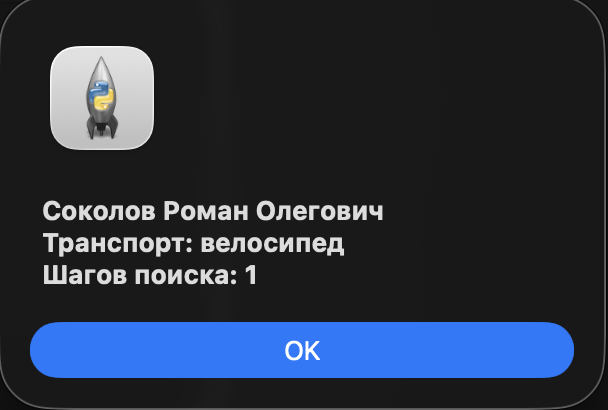 Соколов Роман Олегович
Транспорт: велосипед
Шагов поиска: 1
OK